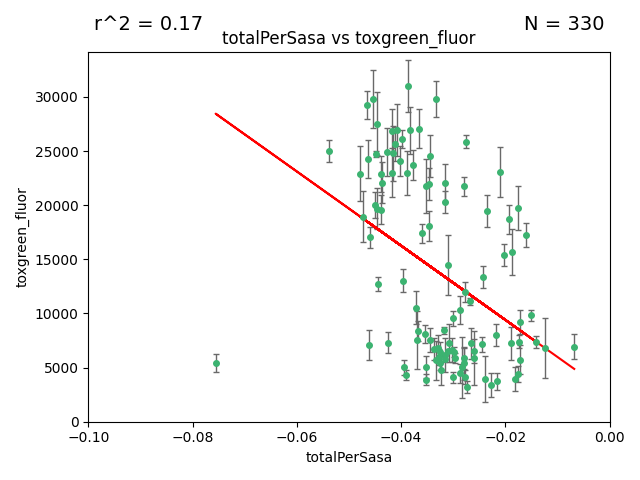 r^2 = 0.17
N = 330
totalPerSasa vs toxgreen_fluor
30000
25000
20000
15000
10000
5000
0
toxgreen_fluor
−0.10
−0.08
−0.06
−0.04
−0.02
0.00
totalPerSasa